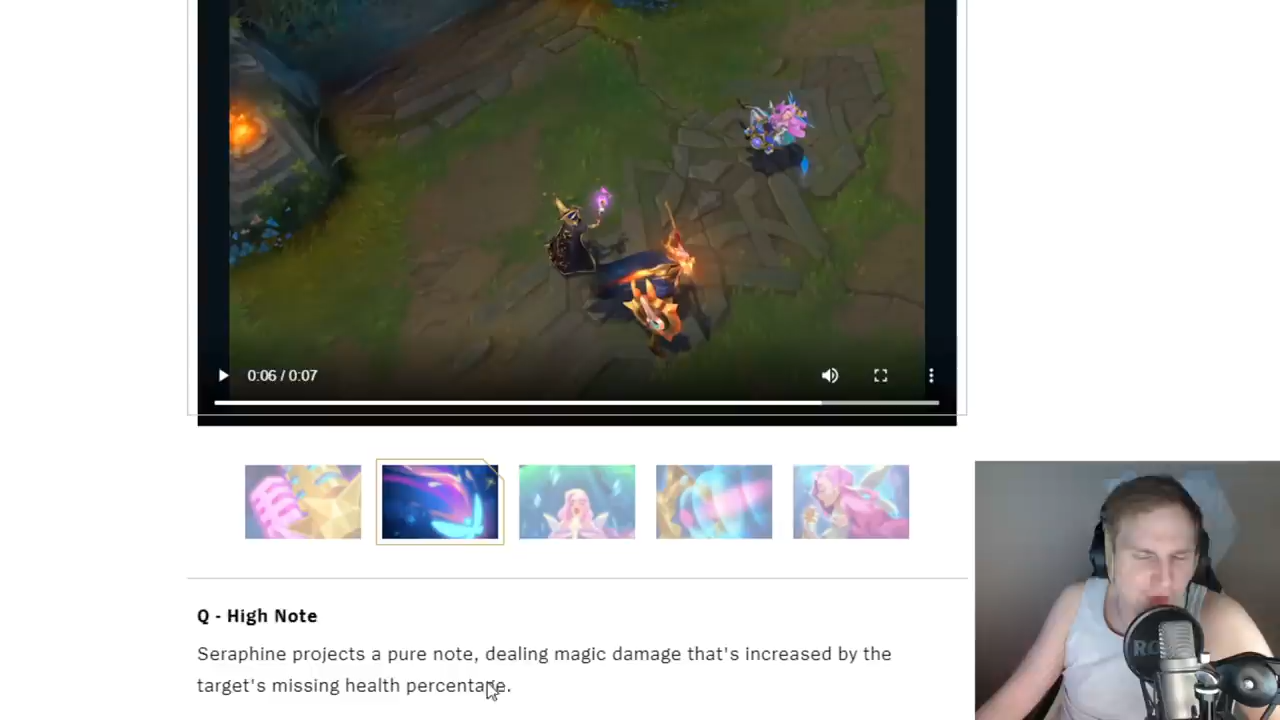 0:06 / 0:07
Q - High Note
Seraphine projects a pure note, dealing magic damage that's increased by the
target's missing health percentage.